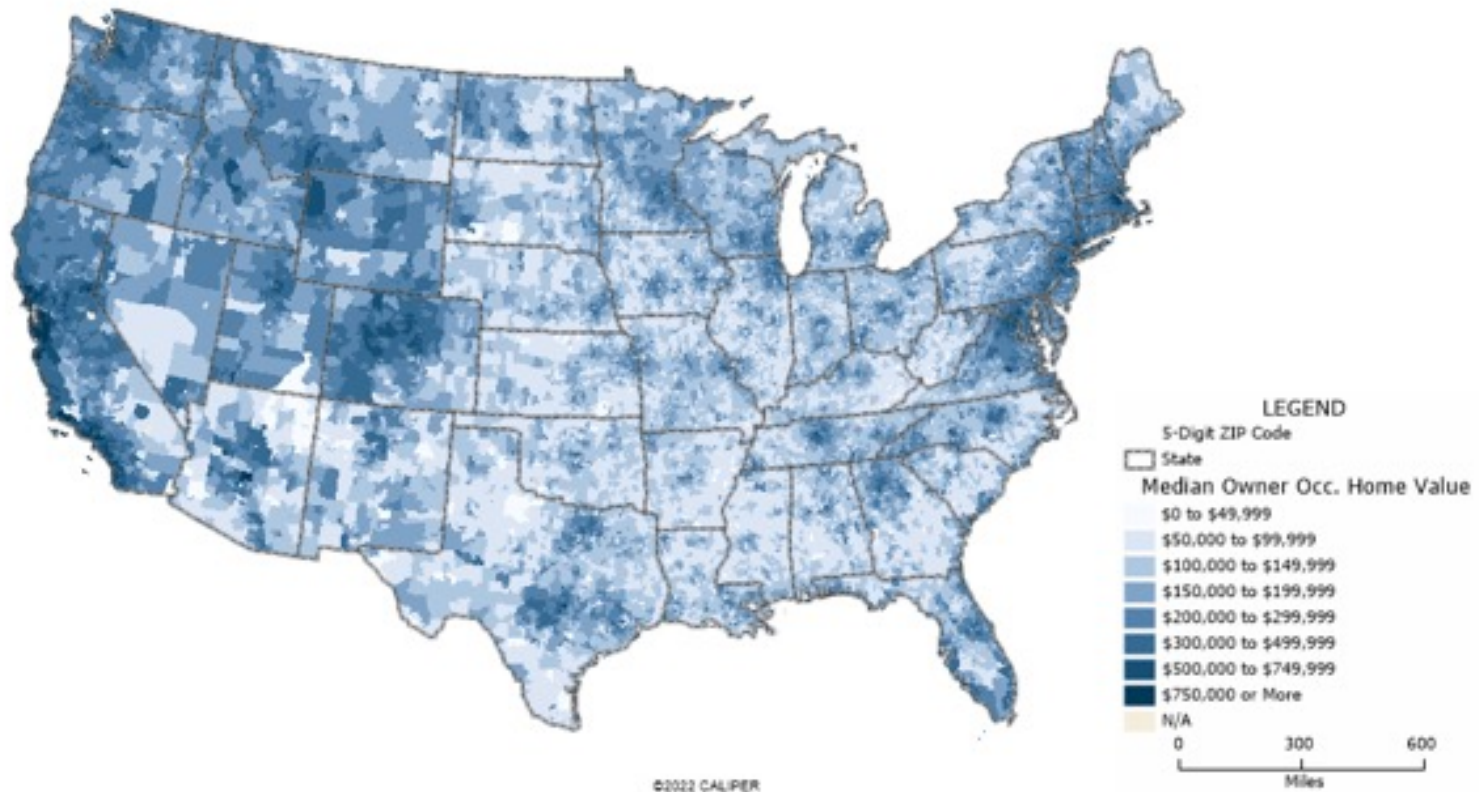 LEGEND
5-Digit ZIP Code
State
Median Owner Occ. Home Value
$0 to $49,999
$50,000 to $99,999
$100,000 to $149,999
$150,000 to $199,999
$200,000 to $299,999
$300,000 to $499,999
$500,000 to $749,999
$750,000 or More
N/A
0 300 600
Miles
©2022 CALIPER